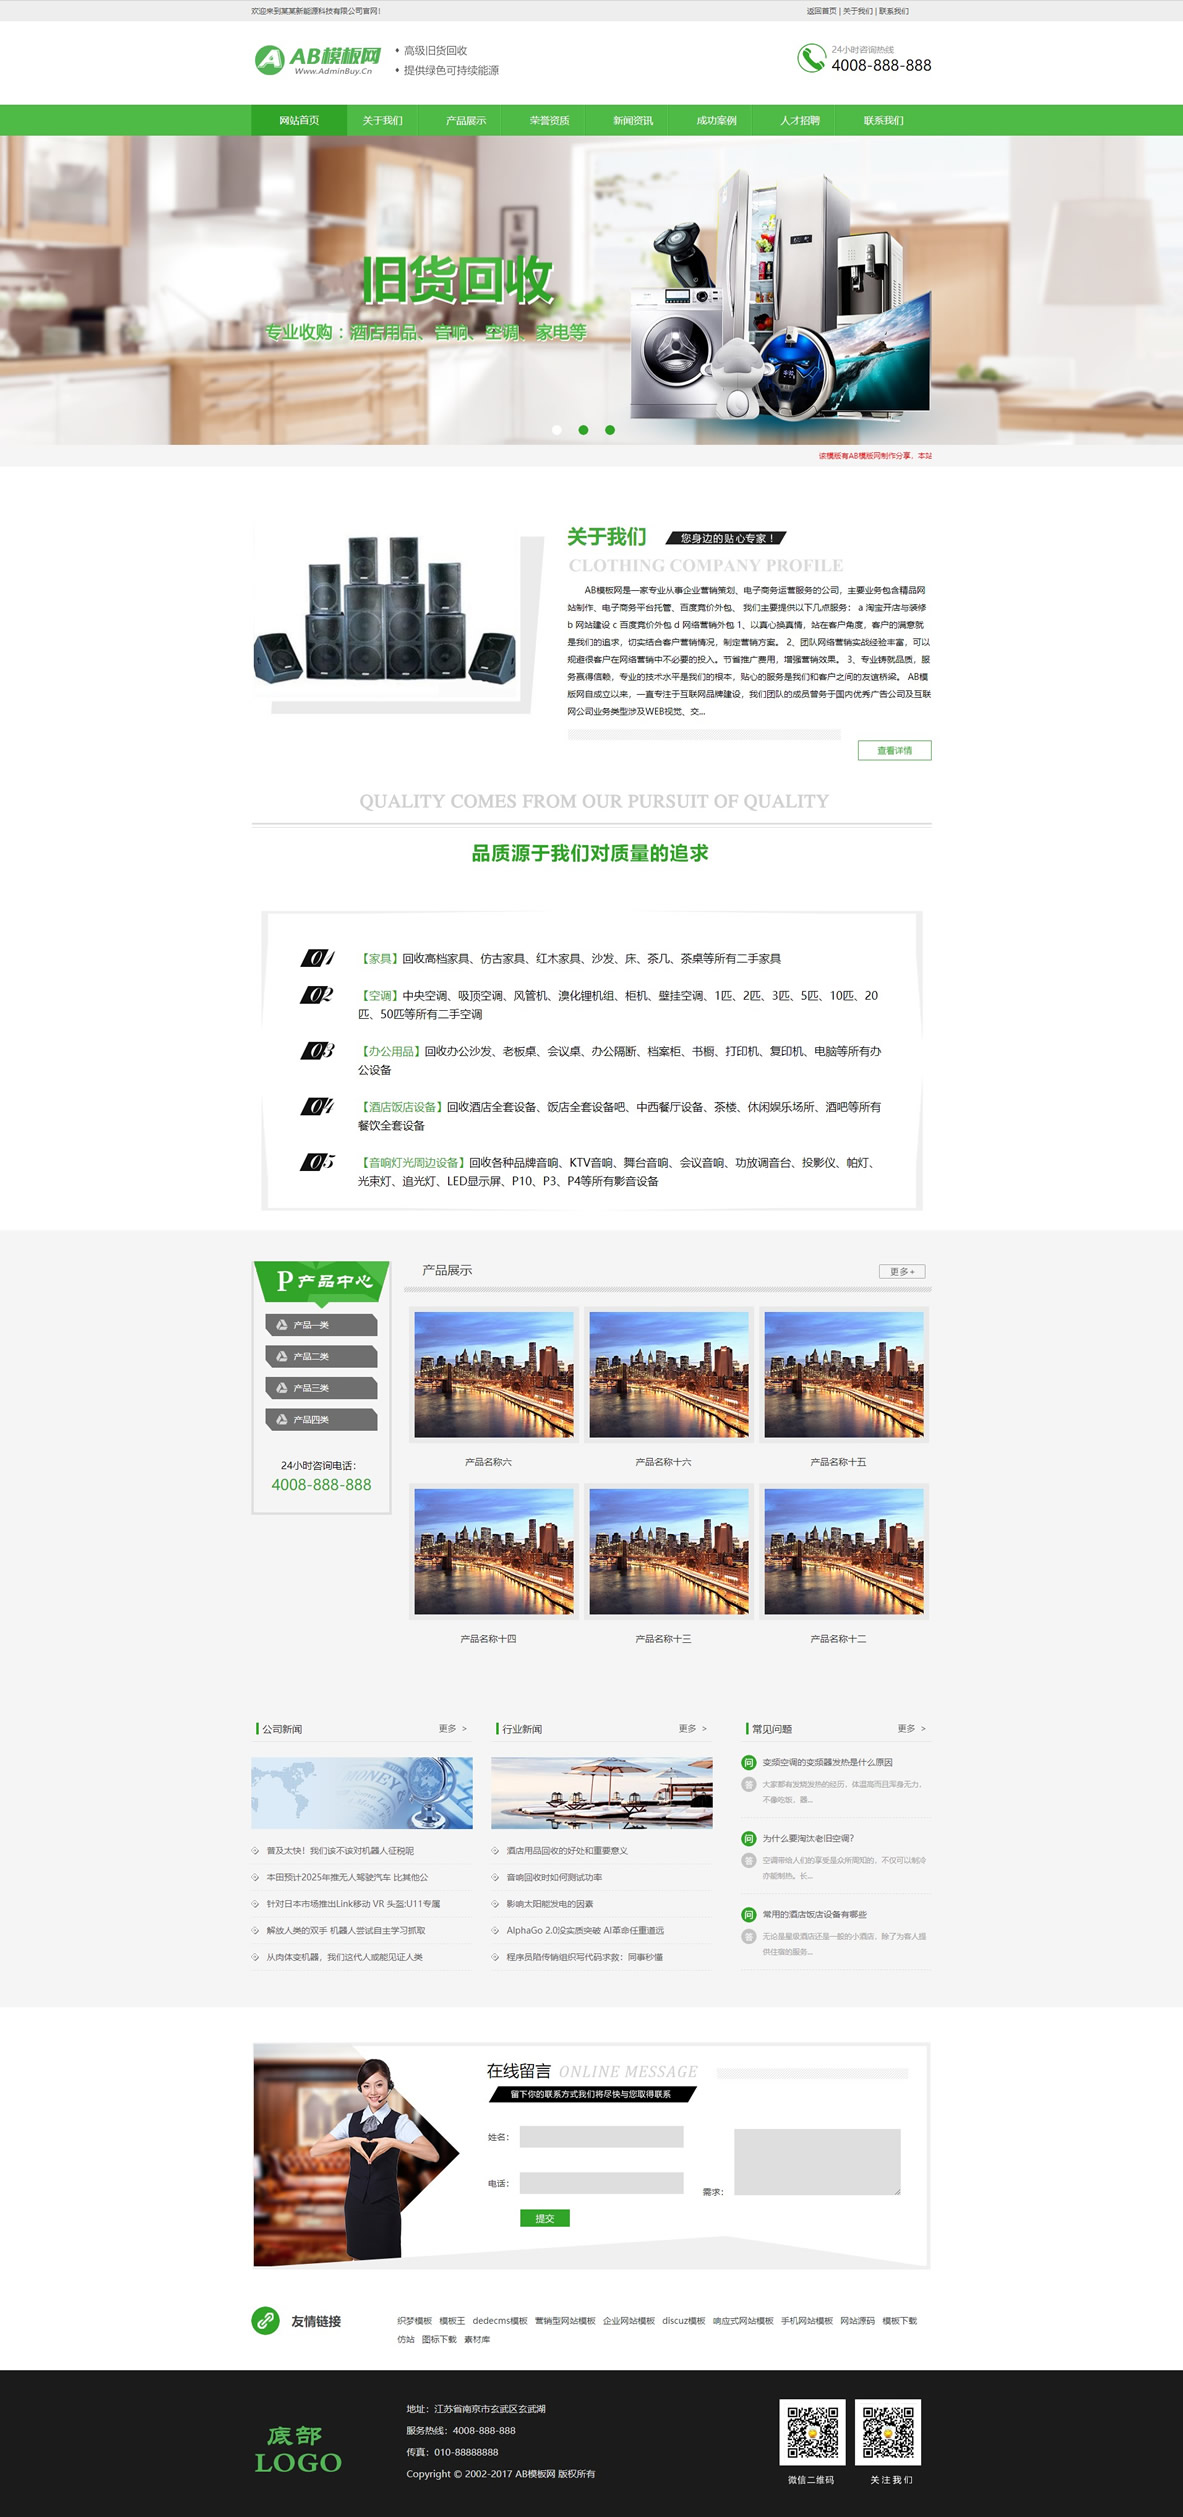 欢迎来到某某新能源科技有限公司官网!
返回首页 | 关于我们 | 联系我们
AB模板网
Www.AdminBuy.Cn
高级旧货回收
提供绿色可持续能源
24小时咨询热线
4008-888-888
网站首页 关于我们 产品展示 荣誉资质 新闻资讯 成功案例 人才招聘 联系我们
旧货回收
专业收购：酒店用品、音响、空调、家电等
该模版有AB模版网制作分享，本站
关于我们 您身边的贴心专家！
CLOTHING COMPANY PROFILE
AB模板网是一家专业从事企业营销策划、电子商务运营服务的公司，主要业务包含精品网
站制作、电子商务平台托管、百度竞价外包、 我们主要提供以下几点服务： a 淘宝开店与装修
b 网站建设 c 百度竞价外包 d 网络营销外包 1、以真心换真情，站在客户角度，客户的满意就
是我们的追求，切实结合客户营销情况，制定营销方案。 2、团队网络营销实战经验丰富，可以
规避很客户在网络营销中不必要的投入。节省推广费用，增强营销效果。 3、专业铸就品质，服
务赢得信赖，专业的技术水平是我们的根本，贴心的服务是我们和客户之间的友谊桥梁。 AB模
版网自成立以来，一直专注于互联网品牌建设，我们团队的成员曾务于国内优秀广告公司及互联
网公司业务类型涉及WEB视觉、交...
查看详情
QUALITY COMES FROM OUR PURSUIT OF QUALITY
品质源于我们对质量的追求
01 【家具】回收高档家具、仿古家具、红木家具、沙发、床、茶几、茶桌等所有二手家具
02 【空调】中央空调、吸顶空调、风管机、溴化锂机组、柜机、壁挂空调、1匹、2匹、3匹、5匹、10匹、20
匹、50匹等所有二手空调
03 【办公用品】回收办公沙发、老板桌、会议桌、办公隔断、档案柜、书橱、打印机、复印机、电脑等所有办
公设备
04 【酒店饭店设备】回收酒店全套设备、饭店全套设备吧、中西餐厅设备、茶楼、休闲娱乐场所、酒吧等所有
餐饮全套设备
05 【音响灯光周边设备】回收各种品牌音响、KTV音响、舞台音响、会议音响、功放调音台、投影仪、帕灯、
光束灯、追光灯、LED显示屏、P10、P3、P4等所有影音设备
P 产品中心
产品一类
产品二类
产品三类
产品四类
24小时咨询电话：
4008-888-888
产品展示
更多+
产品名称六 产品名称十六 产品名称十五
产品名称十四 产品名称十三 产品名称十二
公司新闻 更多 >
普及太快！我们该不该对机器人征税呢
本田预计2025年推无人驾驶汽车 比其他公
针对日本市场推出Link移动 VR 头盔:U11专属
解放人类的双手 机器人尝试自主学习抓取
从肉体变机器，我们这代人或能见证人类
行业新闻 更多 >
酒店用品回收的好处和重要意义
音响回收时如何测试功率
影响太阳能发电的因素
AlphaGo 2.0没实质突破 AI革命任重道远
程序员陷传销组织写代码求救：阿事秒懂
常见问题 更多 >
问 变频空调的变频器发热是什么原因
答 大家都有发烧发热的经历，体温高而且浑身无力，
不像吃饭，器...
问 为什么要淘汰老旧空调?
答 空调带给人们的享受是众所周知的，不仅可以制冷
亦能制热。长...
问 常用的酒店饭店设备有哪些
答 无论是星级酒店还是一般的小酒店，除了为客人提
供住宿的服务...
在线留言 ONLINE MESSAGE
留下你的联系方式我们将尽快与您取得联系
姓名：
电话：
需求：
提交
友情链接
织梦模板 模板王 dedecms模板 营销型网站模板 企业网站模板 discuz模板 响应式网站模板 手机网站模板 网站源码 模板下载
仿站 图标下载 素材库
底部
LOGO
地址：江苏省南京市玄武区玄武湖
服务热线：4008-888-888
传真：010-88888888
Copyright © 2002-2017 AB模板网 版权所有
微信二维码 关注我们